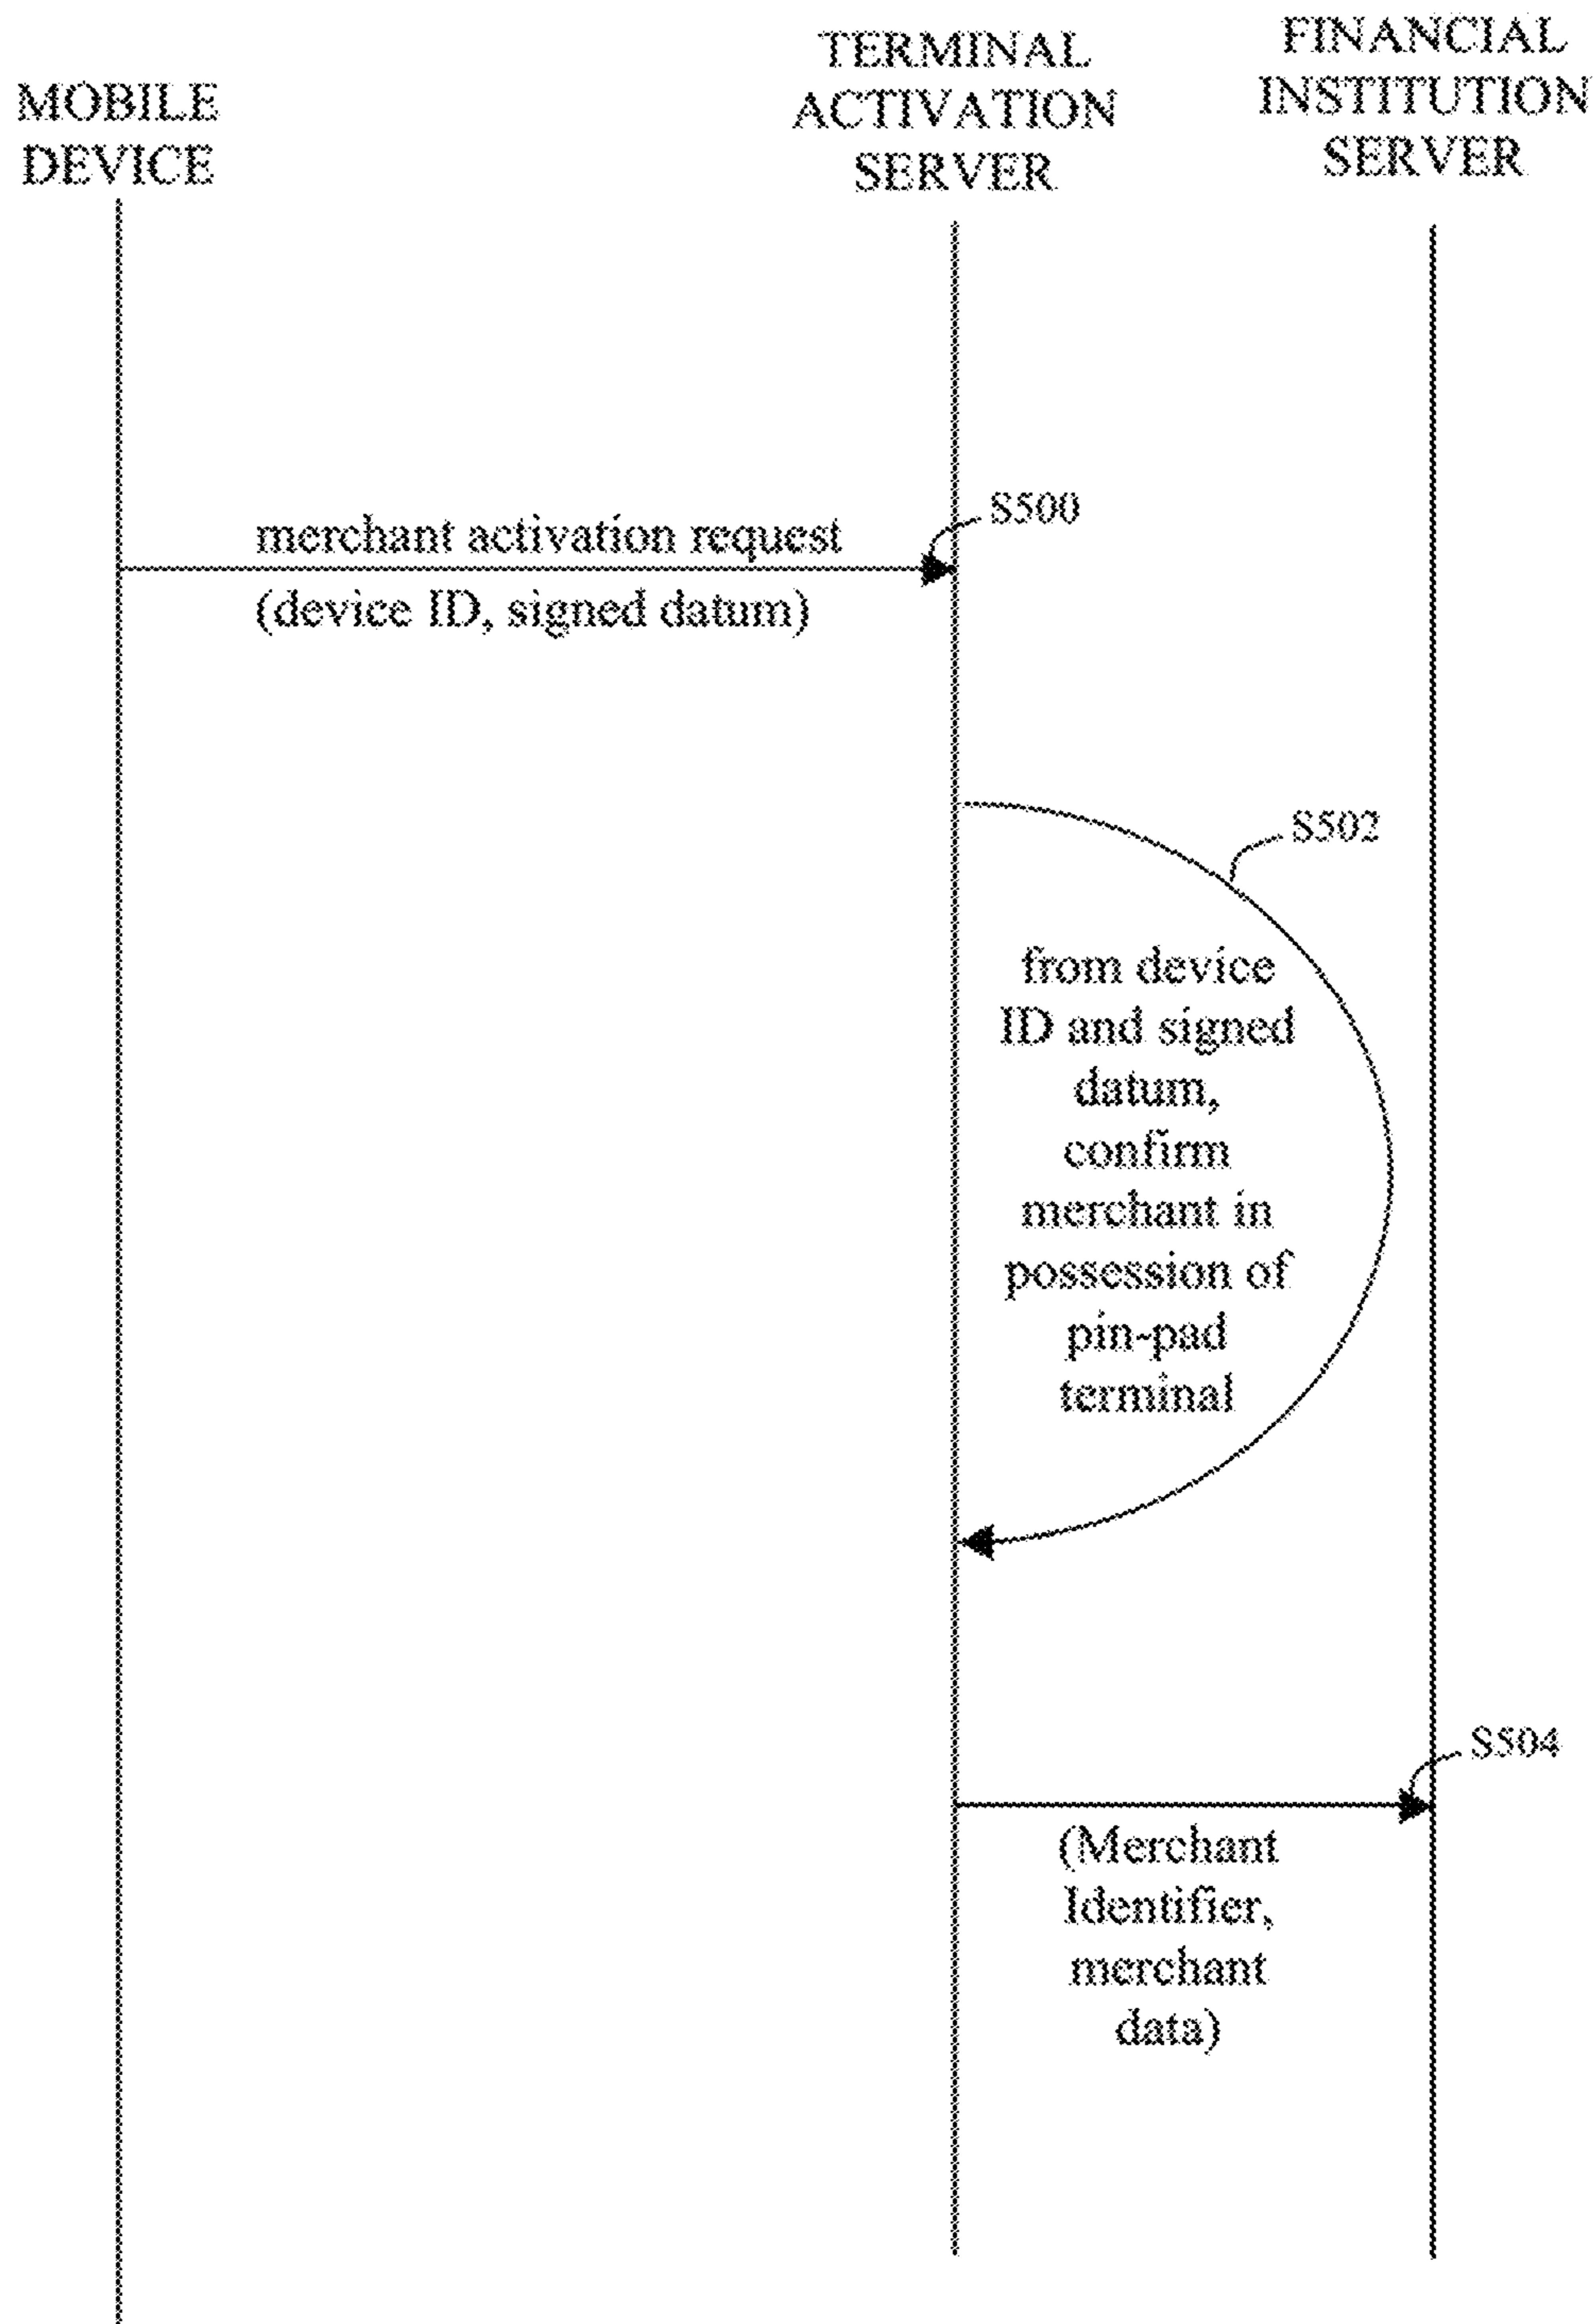 MOBILE
DEVICE
TERMINAL
ACTIVATION
SERVER
FINANCIAL
INSTITUTION
SERVER
S500
merchant activation request
(device ID, signed datum)
S502
from device
ID and signed
datum,
confirm
merchant in
possession of
pin-pad
terminal
S504
(Merchant
Identifier,
merchant
data)